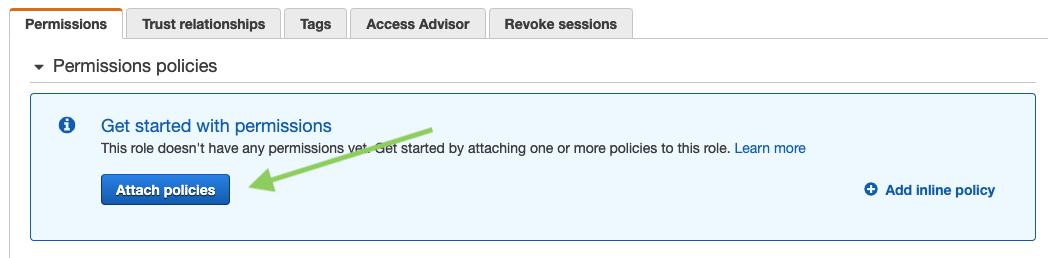 Permissions
Trust relationships
Tags
Access Advisor
Revoke sessions
Permissions policies
Get started with permissions
This role doesn't have any permissions yet. Get started by attaching one or more policies to this role. Learn more
Attach policies
Add inline policy